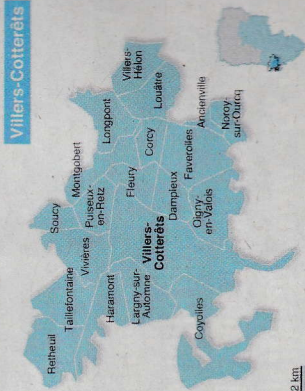 Villers-Cotterêts
Retheuil
Taillefontaine
Soucy
Vivières
Montgobert
Puiseux-
en-Retz
Haramont
Longpont
Villers-
Hélon
Louâtre
Largny-sur-
Automne
Villers-
Cotterêts
Fleury
Corcy
Dampleux
Faverolles
Ancienville
Oigny-
en-Valois
Noroy-
sur-Ourcq
Coyolles
2 km